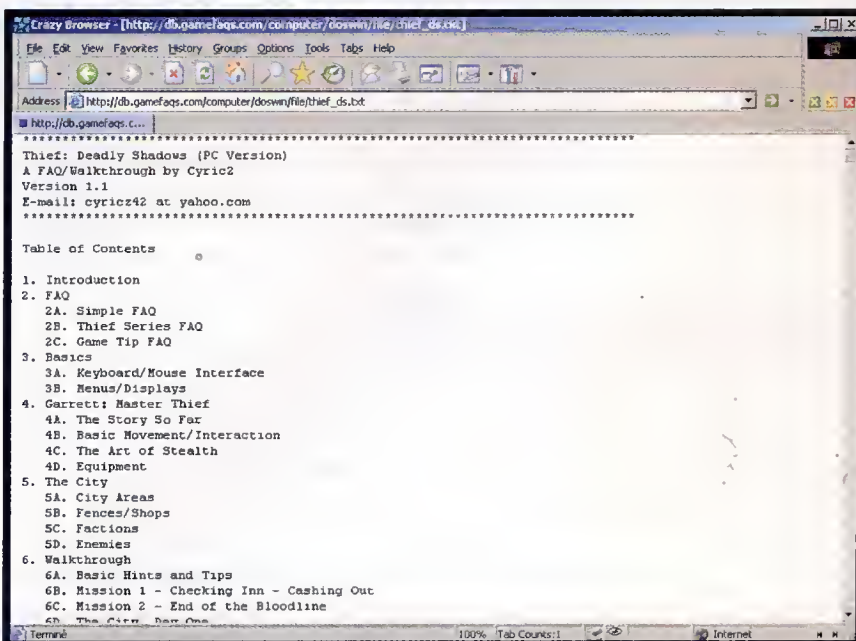 Crazy Browser - [http://db.gamefaqs.com/computer/doswin/file/thief_ds.txt]
File Edit View Favorites History Groups Options Tools Tabs Help
Address http://db.gamefaqs.com/computer/doswin/file/thief_ds.txt
http://db.gamefaqs.c...
Thief: Deadly Shadows (PC Version)
A FAQ/Walkthrough by CyricZ
Version 1.1
E-mail: cyricz42 at yahoo.com
Table of Contents
1. Introduction
2. FAQ
2A. Simple FAQ
2B. Thief Series FAQ
2C. Game Tip FAQ
3. Basics
3A. Keyboard/Mouse Interface
3B. Menus/Displays
4. Garrett: Master Thief
4A. The Story So Far
4B. Basic Movement/Interaction
4C. The Art of Stealth
4D. Equipment
5. The City
5A. City Areas
5B. Fences/Shops
5C. Factions
5D. Enemies
6. Walkthrough
6A. Basic Hints and Tips
6B. Mission 1 - Checking Inn - Cashing Out
6C. Mission 2 - End of the Bloodline
6D. The City, Day One
Terminé 100% Tab Counts:1 Internet